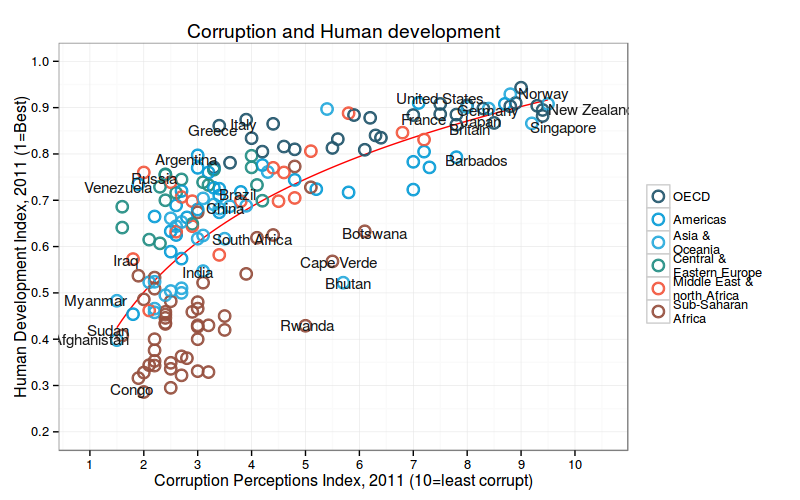 Corruption and Human development
Human Development Index, 2011 (1=Best)
1.0
0.9
0.8
0.7
0.6
0.5
0.4
0.3
0.2
Norway
United States
New Zealand
Germany
France
Japan
Britain
Singapore
Italy
Greece
Argentina
Barbados
Russia
Venezuela
Brazil
China
South Africa
Botswana
Iraq
Cape Verde
India
Bhutan
Myanmar
Rwanda
Sudan
Afghanistan
Congo
1 2 3 4 5 6 7 8 9 10
Corruption Perceptions Index, 2011 (10=least corrupt)
OECD
Americas
Asia &
Oceania
Central &
Eastern Europe
Middle East &
north Africa
Sub-Saharan
Africa